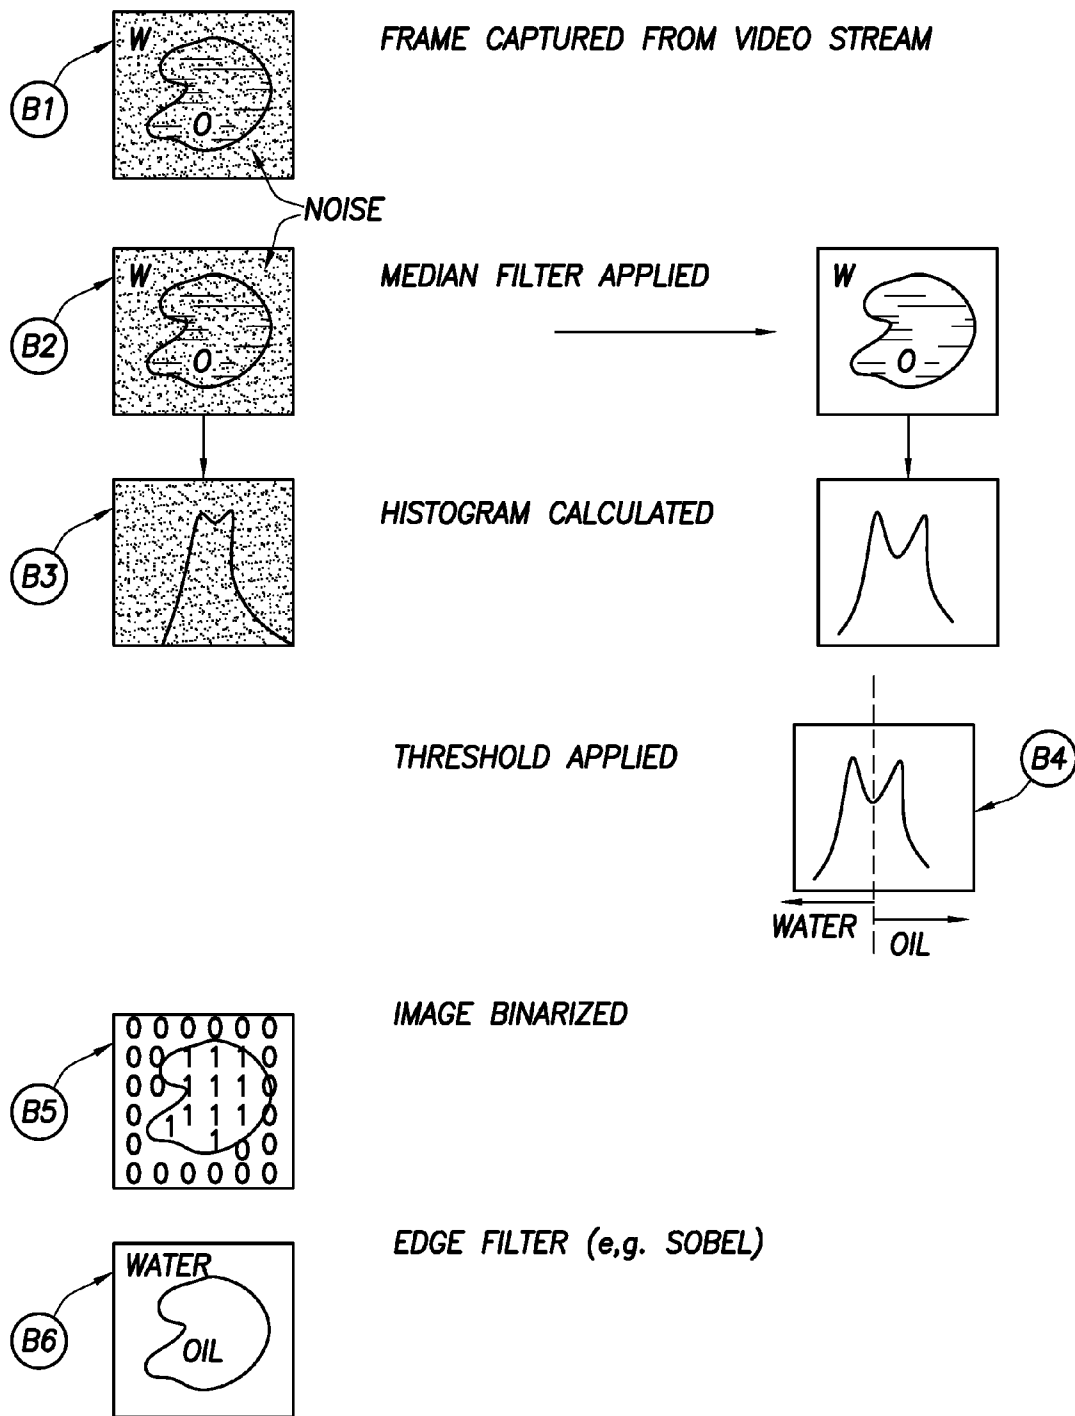 W
FRAME CAPTURED FROM VIDEO STREAM
B1
O
NOISE
W
MEDIAN FILTER APPLIED
W
B2
O
O
HISTOGRAM CALCULATED
B3
THRESHOLD APPLIED
B4
WATER
OIL
IMAGE BINARIZED
0 0 0 0 0 0
0 0 1 1 1 0
0 0 1 1 1 0
B5
0 1 1 1 0
1
0 1 0 0
0 0 0 0 0 0
EDGE FILTER (e,g. SOBEL)
WATER
B6
OIL